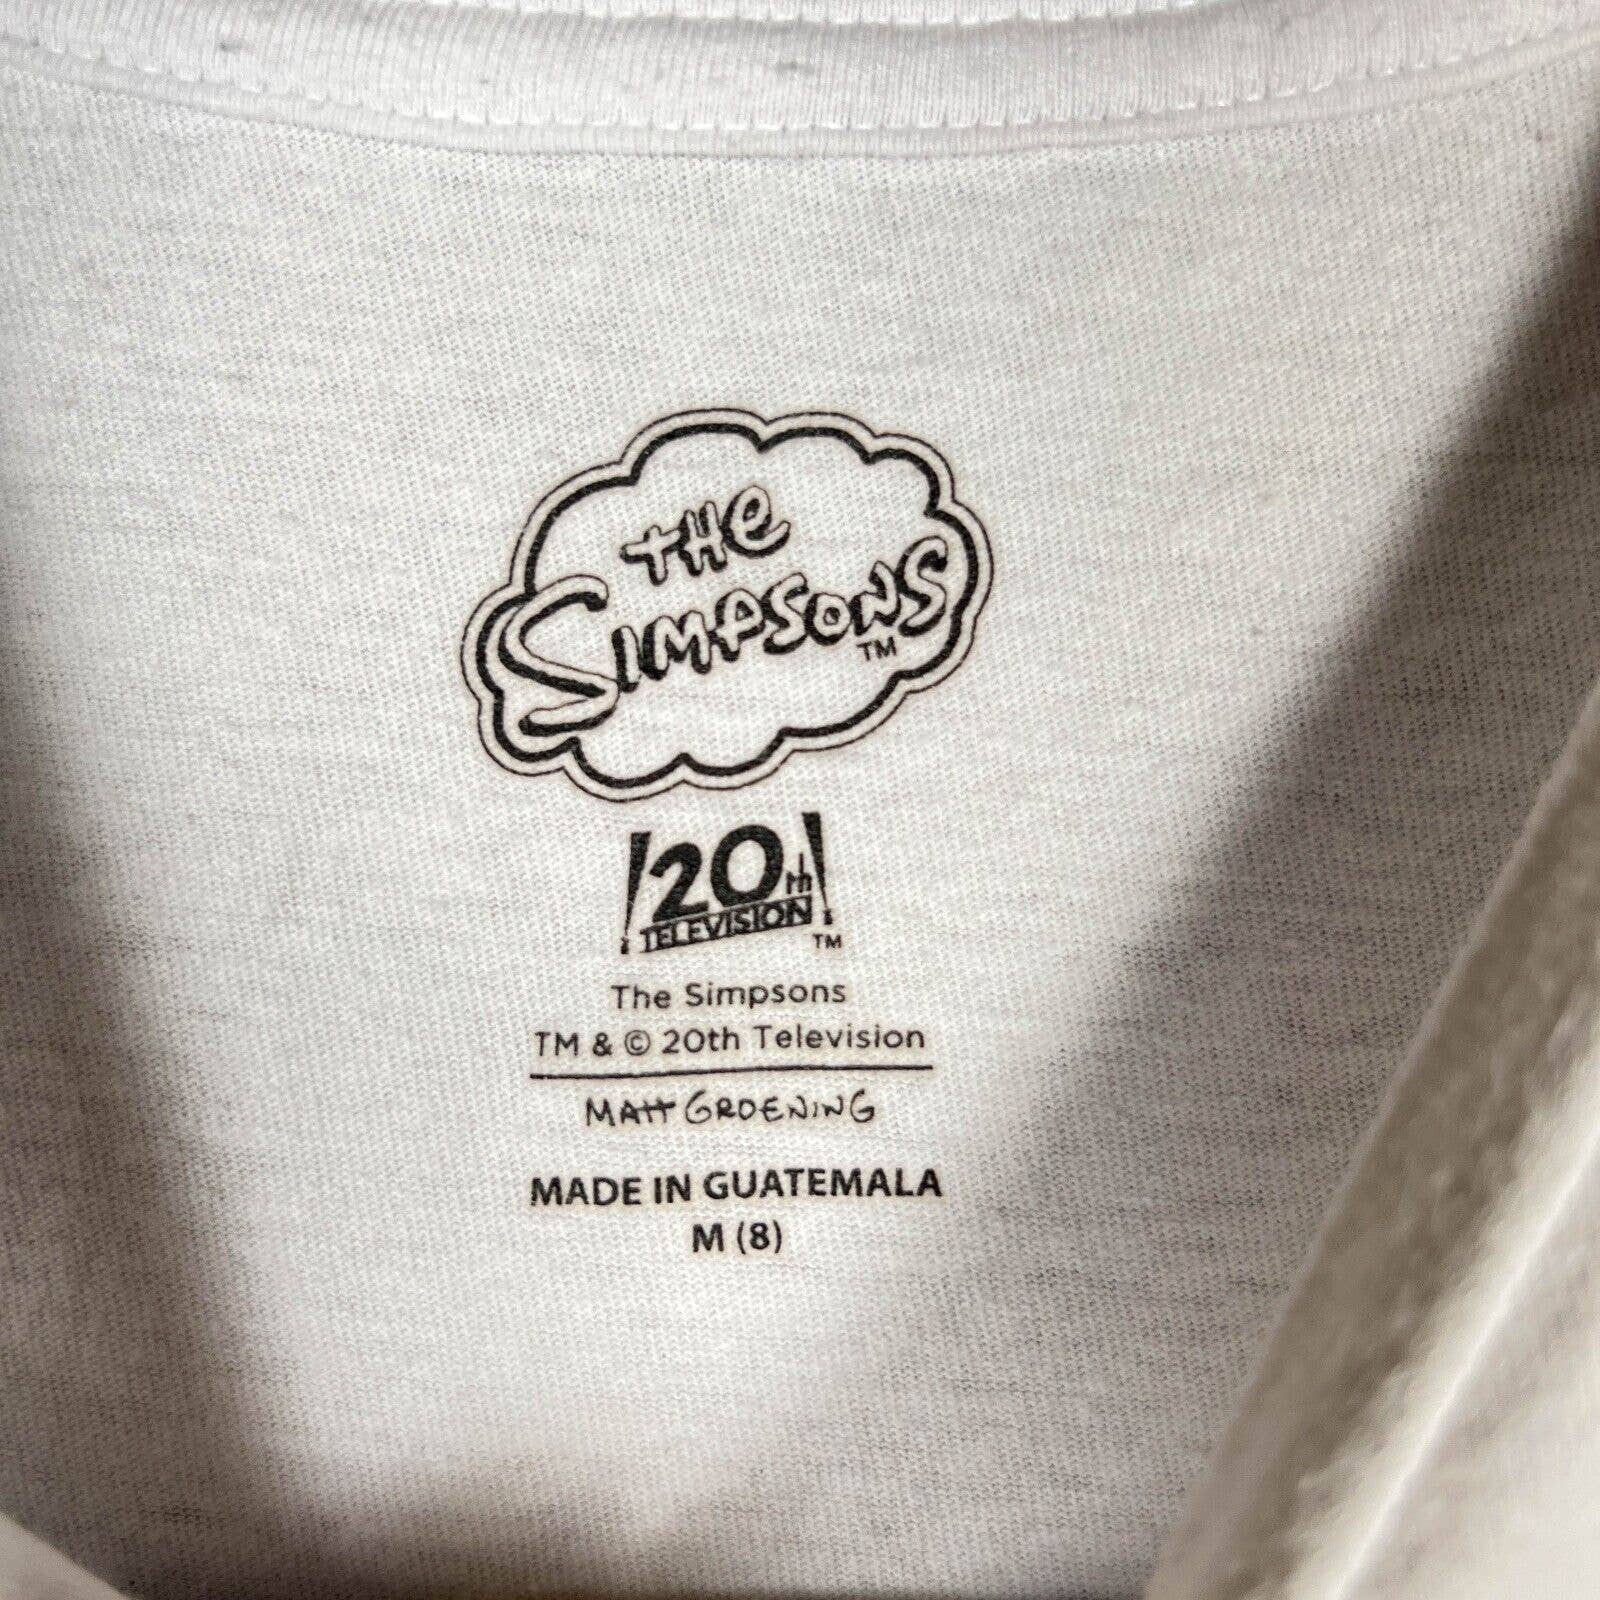 THE
SIMPSONS
TM
20th
TELEVISION
TM
The Simpsons
TM & © 20th Television
MATT GROENING
MADE IN GUATEMALA
M (8)